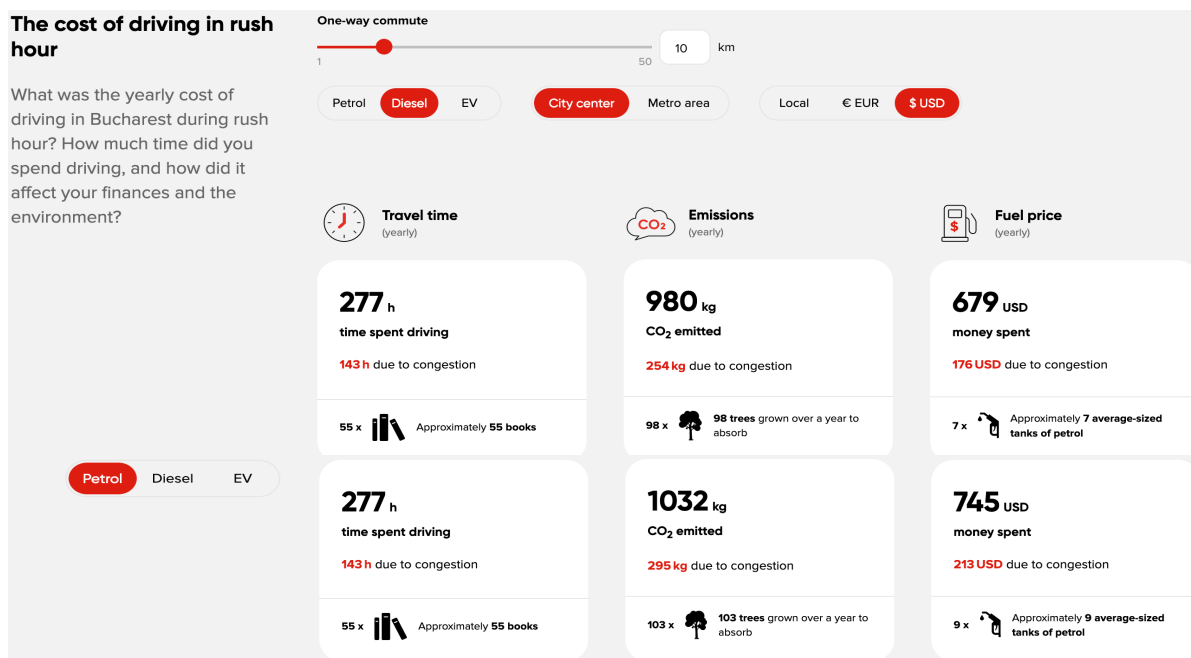 The cost of driving in rush
hour
What was the yearly cost of
driving in Bucharest during rush
hour? How much time did you
spend driving, and how did it
affect your finances and the
environment?
One-way commute
1
50
10
km
Petrol Diesel EV
City center Metro area
Local € EUR $ USD
Travel time
(yearly)
CO₂
Emissions
(yearly)
$
Fuel price
(yearly)
277 h
time spent driving
143 h due to congestion
55 x
Approximately 55 books
980 kg
CO₂ emitted
254 kg due to congestion
98 x
98 trees grown over a year to
absorb
679 USD
money spent
176 USD due to congestion
7 x
Approximately 7 average-sized
tanks of petrol
Petrol Diesel EV
277 h
time spent driving
143 h due to congestion
55 x
Approximately 55 books
1032 kg
CO₂ emitted
295 kg due to congestion
103 x
103 trees grown over a year to
absorb
745 USD
money spent
213 USD due to congestion
9 x
Approximately 9 average-sized
tanks of petrol